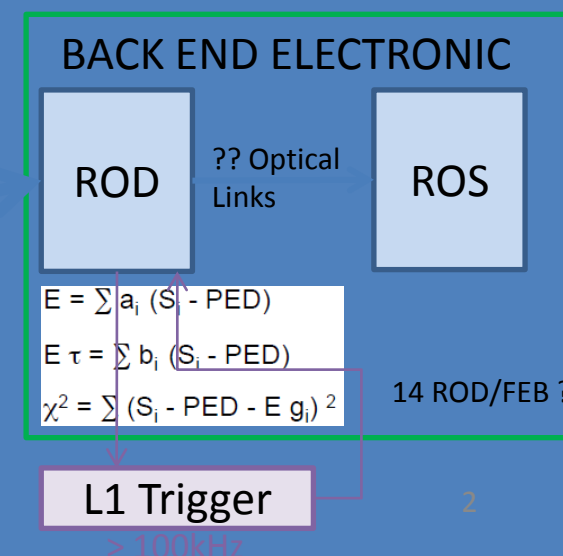 BACK END ELECTRONIC
ROD
?? Optical
Links
ROS
E = ∑ aᵢ (Sᵢ - PED)
E τ = ∑ bᵢ (Sᵢ - PED)
χ² = ∑ (Sᵢ - PED - E gᵢ) ²
14 ROD/FEB ?
L1 Trigger
2
> 100kHz